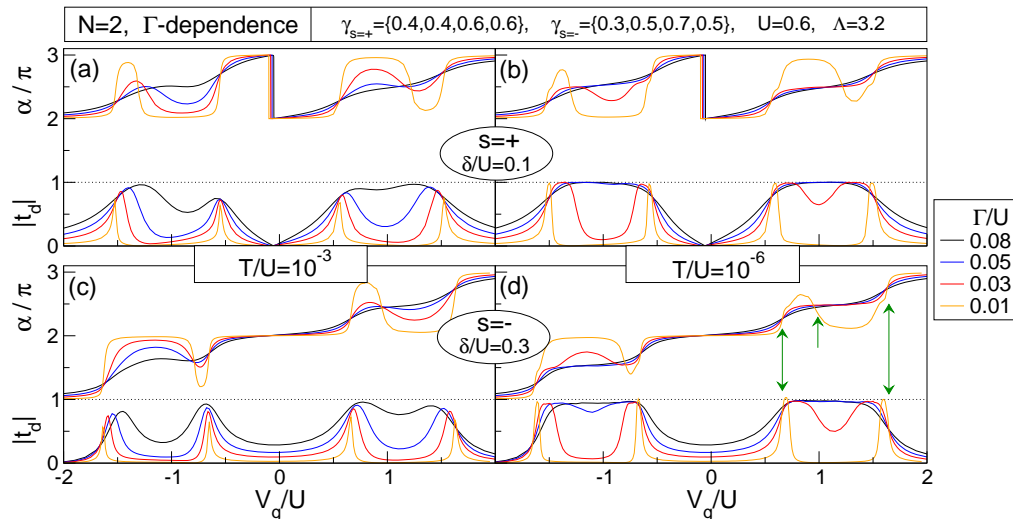 N=2, Γ-dependence
γs=+={0.4,0.4,0.6,0.6}, γs=-={0.3,0.5,0.7,0.5}, U=0.6, Λ=3.2
(a)
(b)
α/π
3
2
s=+
δ/U=0.1
|td|
1
0
T/U=10⁻³
T/U=10⁻⁶
Γ/U
0.08
0.05
0.03
0.01
(c)
(d)
α/π
3
2
1
s=-
δ/U=0.3
|td|
0
-2 -1 0 1 -1 0 1 2
Vg/U
Vg/U